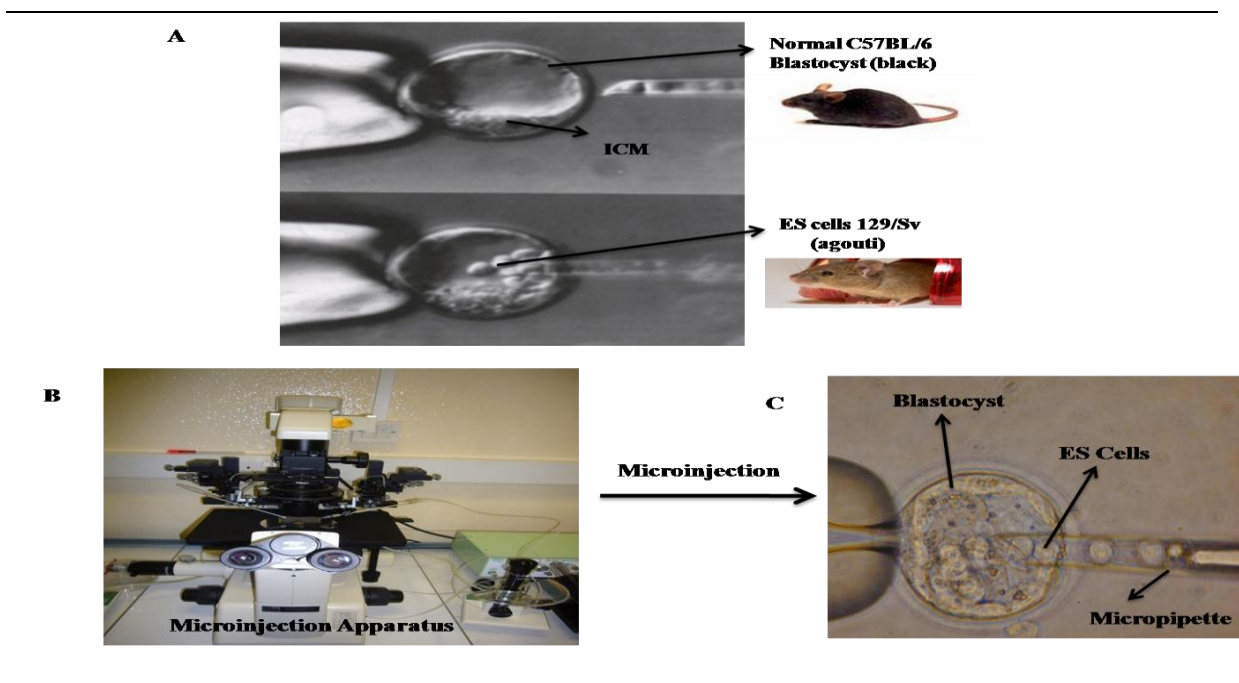 A
Normal C57BL/6
Blastocyst (black)
ICM
ES cells 129/Sv
(agouti)
B
Microinjection Apparatus
Microinjection
C
Blastocyst
ES Cells
Micropipette